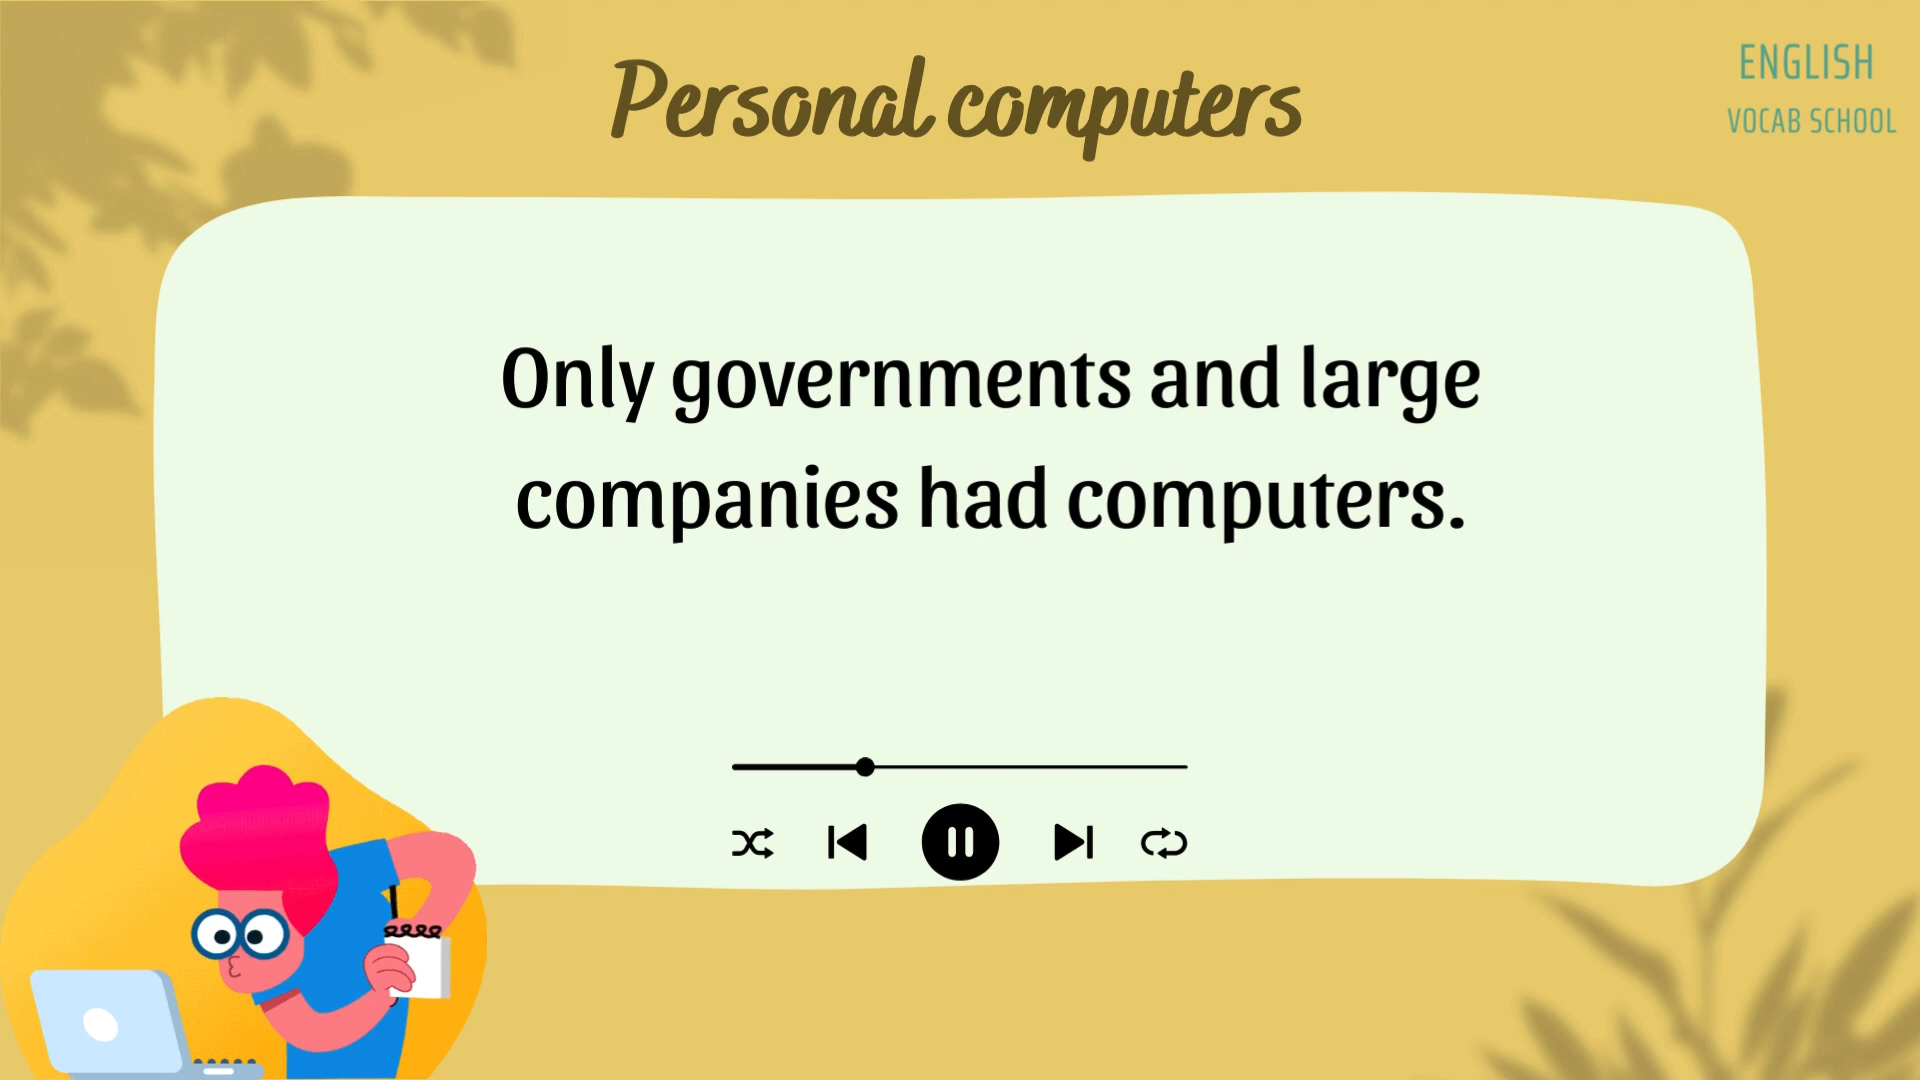 Personal computers
ENGLISH
VOCAB SCHOOL
Only governments and large
companies had computers.